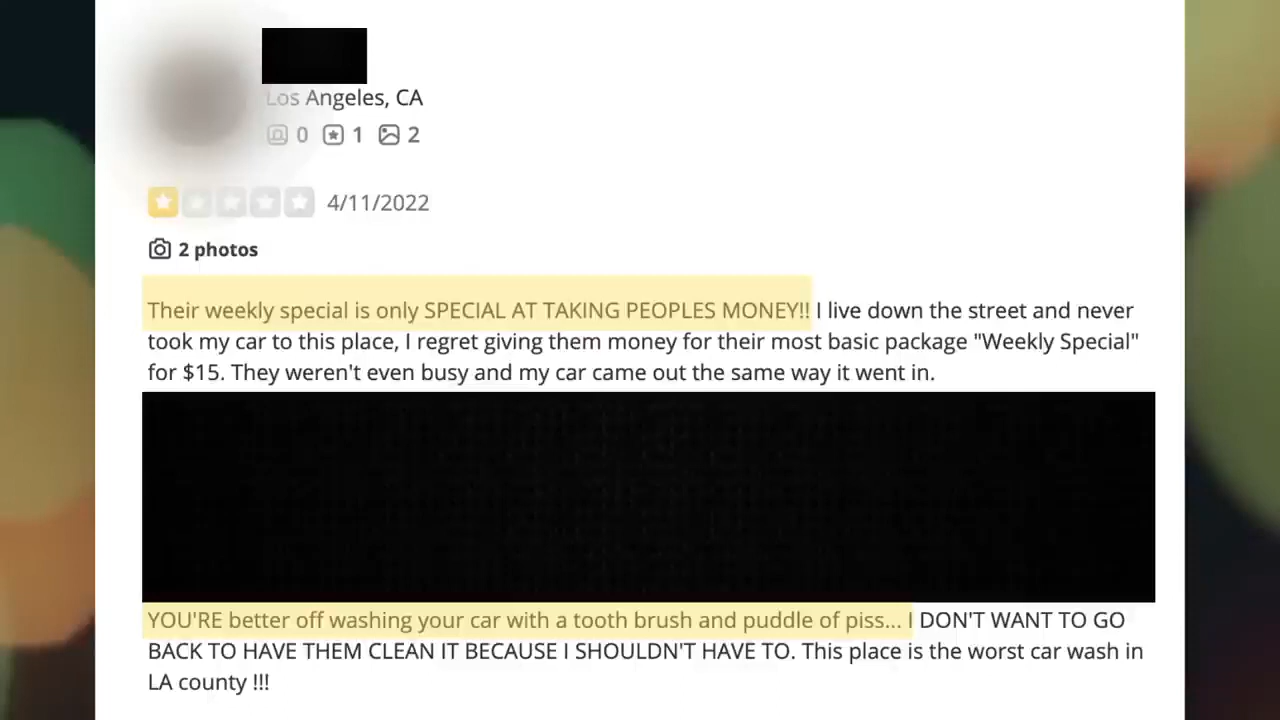 Los Angeles, CA
0 1 2
4/11/2022
2 photos
Their weekly special is only SPECIAL AT TAKING PEOPLES MONEY!! I live down the street and never
took my car to this place, I regret giving them money for their most basic package "Weekly Special"
for $15. They weren't even busy and my car came out the same way it went in.
YOU'RE better off washing your car with a tooth brush and puddle of piss... I DON'T WANT TO GO
BACK TO HAVE THEM CLEAN IT BECAUSE I SHOULDN'T HAVE TO. This place is the worst car wash in
LA county !!!